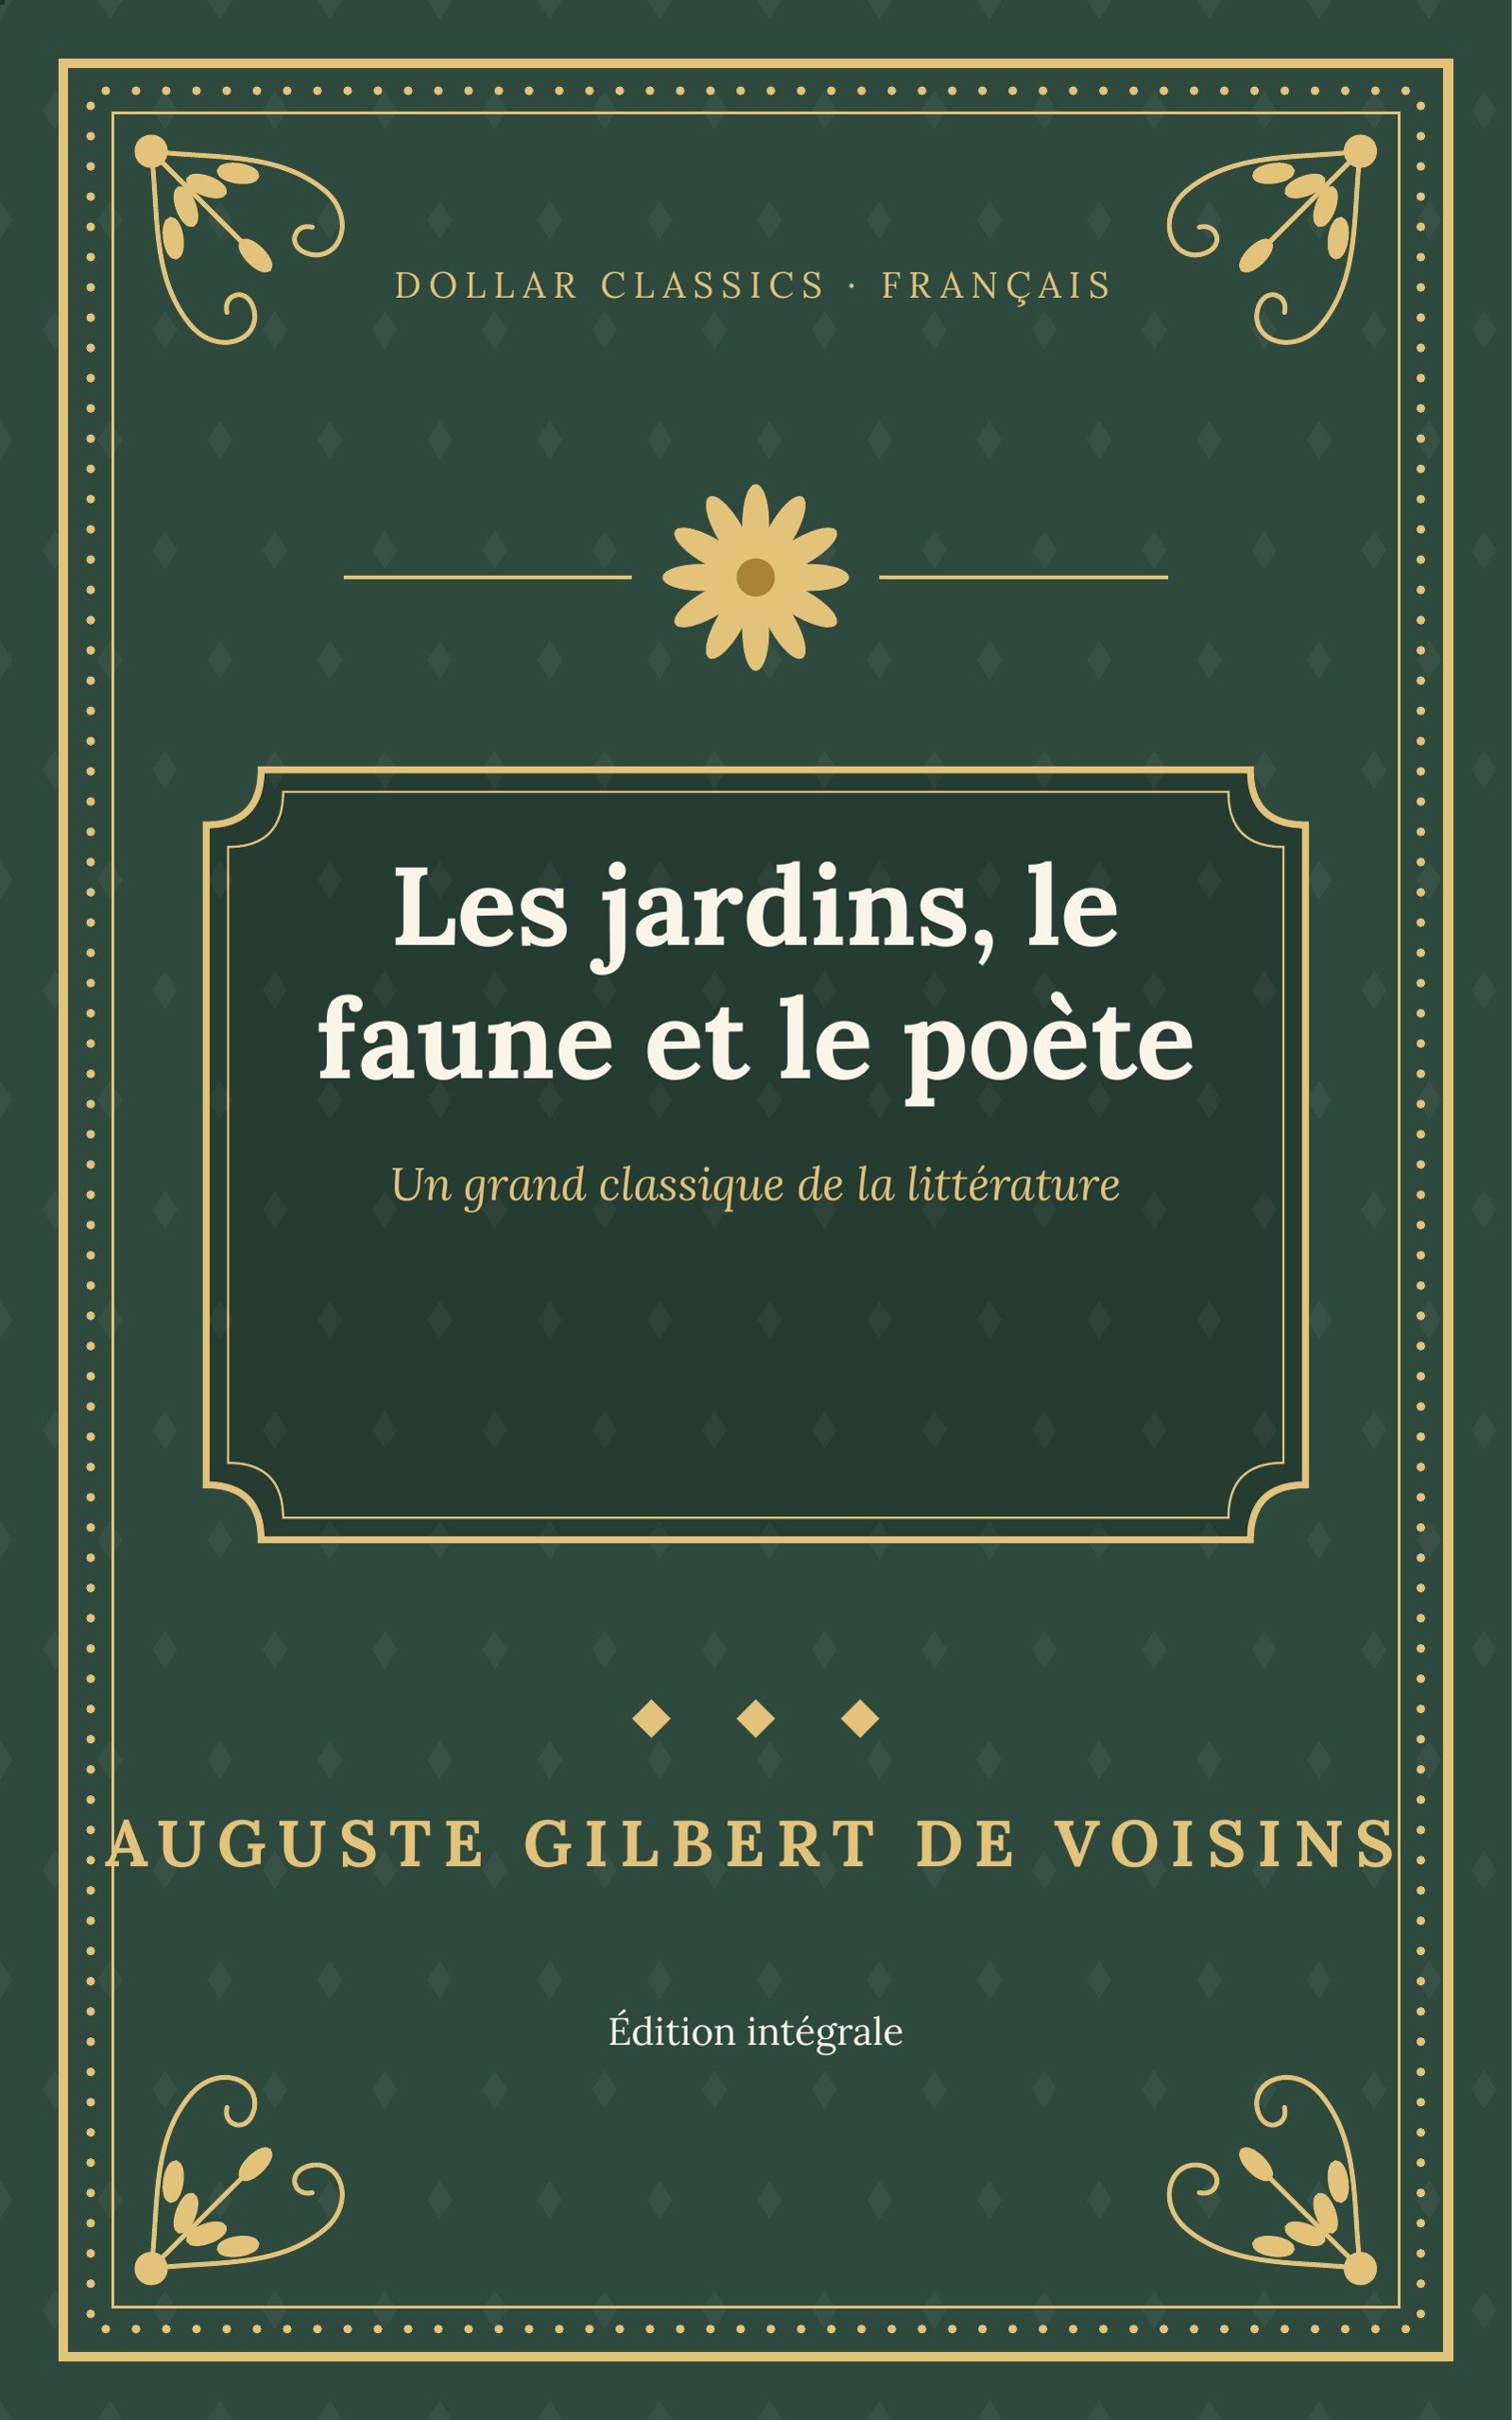 DOLLAR CLASSICS · FRANÇAIS
Les jardins, le
faune et le poète
Un grand classique de la littérature
AUGUSTE GILBERT DE VOISINS
Édition intégrale